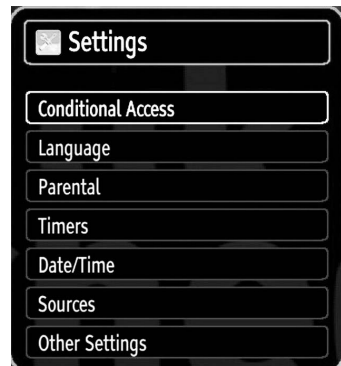 Settings
Conditional Access
Language
Parental
Timers
Date/Time
Sources
Other Settings